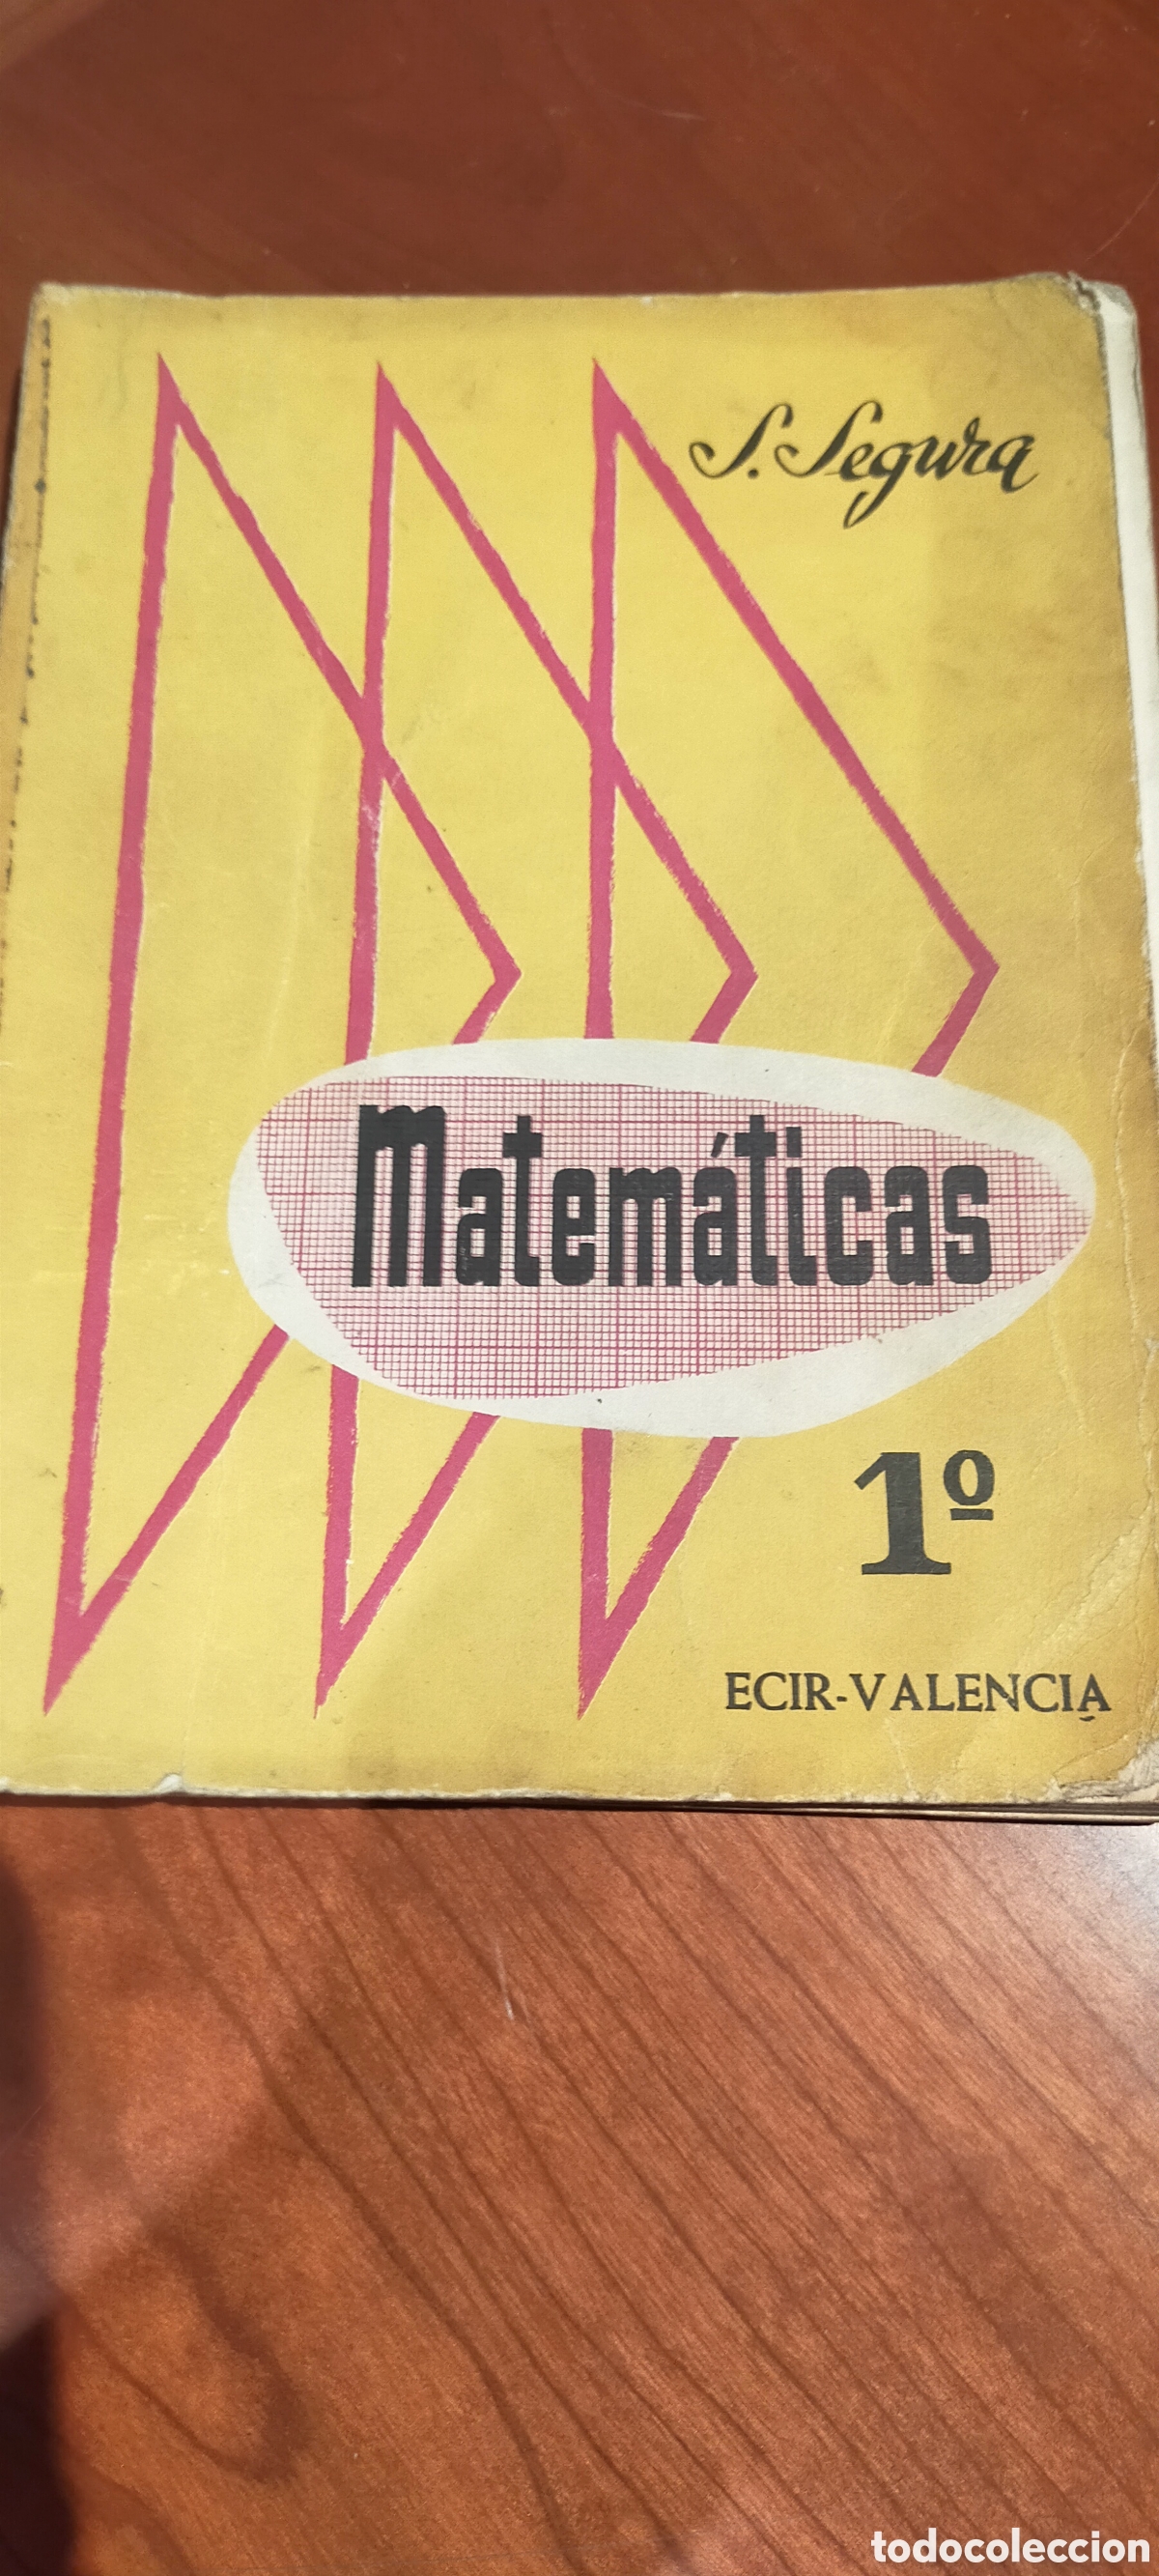 S. Segura
Matemáticas
1º
ECIR-VALENCIA
todocoleccion